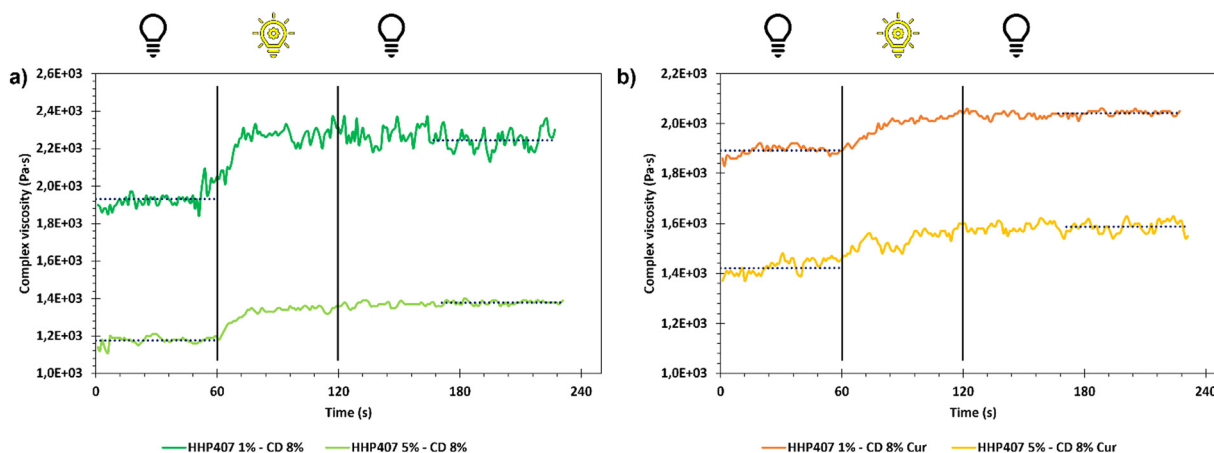 a)
2,6E+03
2,4E+03
2,2E+03
2,0E+03
1,8E+03
1,6E+03
1,4E+03
1,2E+03
1,0E+03
Complex viscosity (Pa·s)
0 60 120 180 240
Time (s)
HHP407 1% - CD 8% HHP407 5% - CD 8%
b)
2,2E+03
2,0E+03
1,8E+03
1,6E+03
1,4E+03
1,2E+03
1,0E+03
Complex viscosity (Pa·s)
0 60 120 180 240
Time (s)
HHP407 1% - CD 8% Cur HHP407 5% - CD 8% Cur